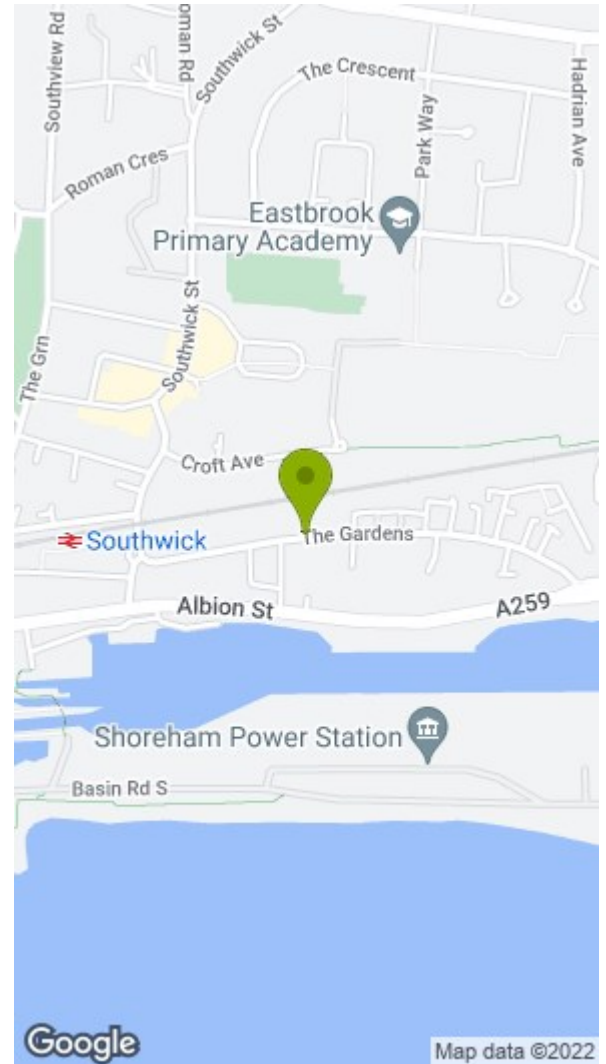 Southview Rd
oman Rd
Southwick St
The Crescent
Park Way
Hadrian Ave
Roman Cres
Eastbrook
Primary Academy
The Grn
Southwick St
Croft Ave
Southwick
The Gardens
Albion St
A259
Shoreham Power Station
Basin Rd S
Google
Map data ©2022